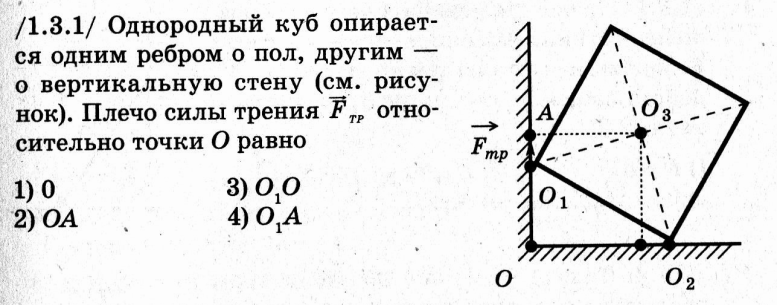 /1.3.1/ Однородный куб опирает-
ся одним ребром о пол, другим —
о вертикальную стену (см. рису-
нок). Плечо силы трения F⃗тр отно-
сительно точки O равно
1) 0
2) OA
3) O₁O
4) O₁A
A
O₃
F⃗тр
O₁
O
O₂